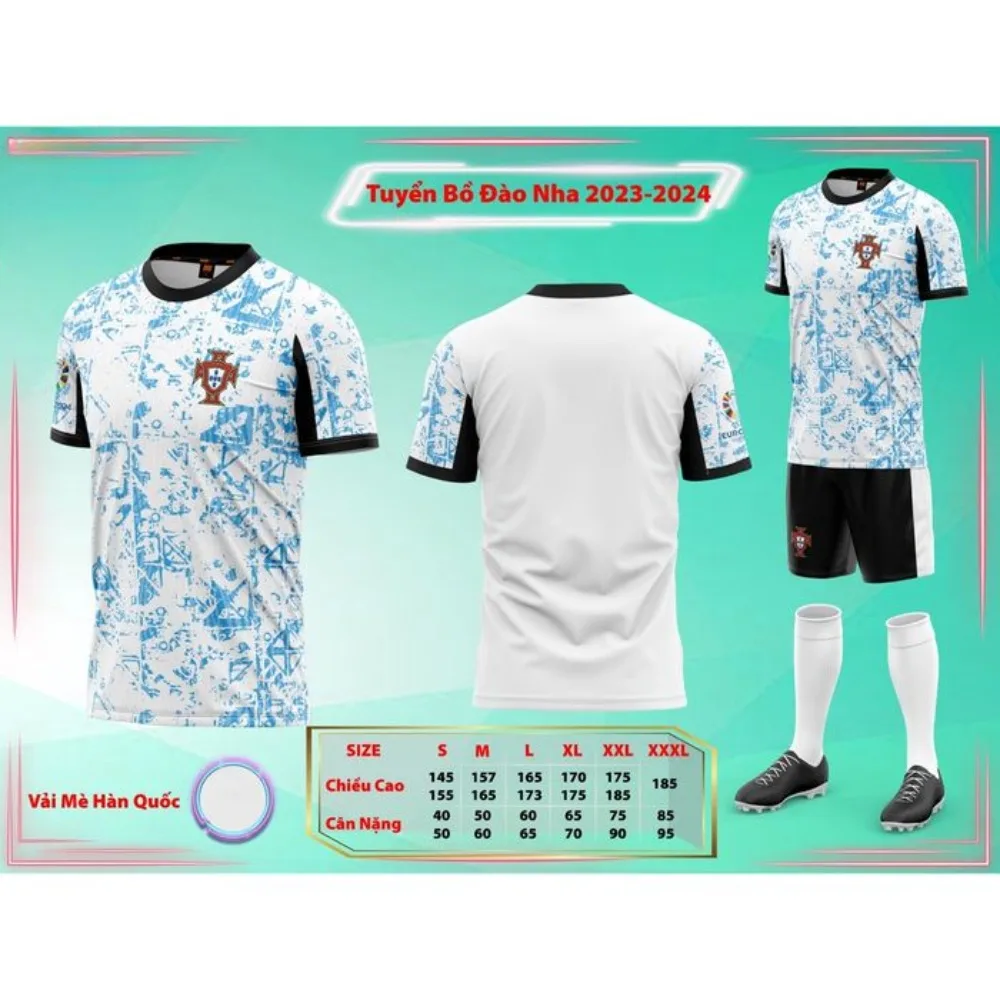 Tuyển Bồ Đào Nha 2023-2024
EURO
Vải Mè Hàn Quốc
SIZE S M L XL XXL XXXL
Chiều Cao 145 157 165 170 175 185
155 165 173 175 185
Cân Nặng 40 50 60 65 75 85
50 60 65 70 90 95